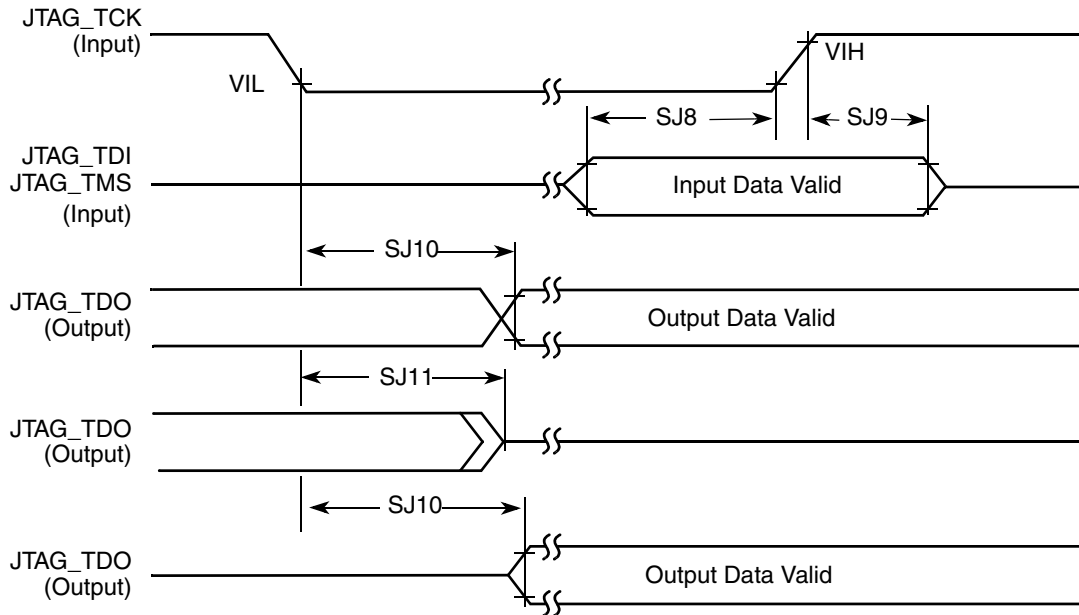 JTAG_TCK
(Input)
VIH
VIL
SJ8
SJ9
JTAG_TDI
JTAG_TMS
(Input)
Input Data Valid
SJ10
JTAG_TDO
(Output)
Output Data Valid
SJ11
JTAG_TDO
(Output)
SJ10
JTAG_TDO
(Output)
Output Data Valid